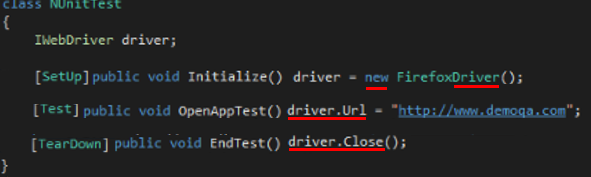 class NUnitTest
{
IWebDriver driver;
[SetUp]public void Initialize() driver = new FirefoxDriver();
[Test] public void OpenAppTest() driver.Url = "http://www.demoqa.com";
[TearDown] public void EndTest() driver.Close();
}